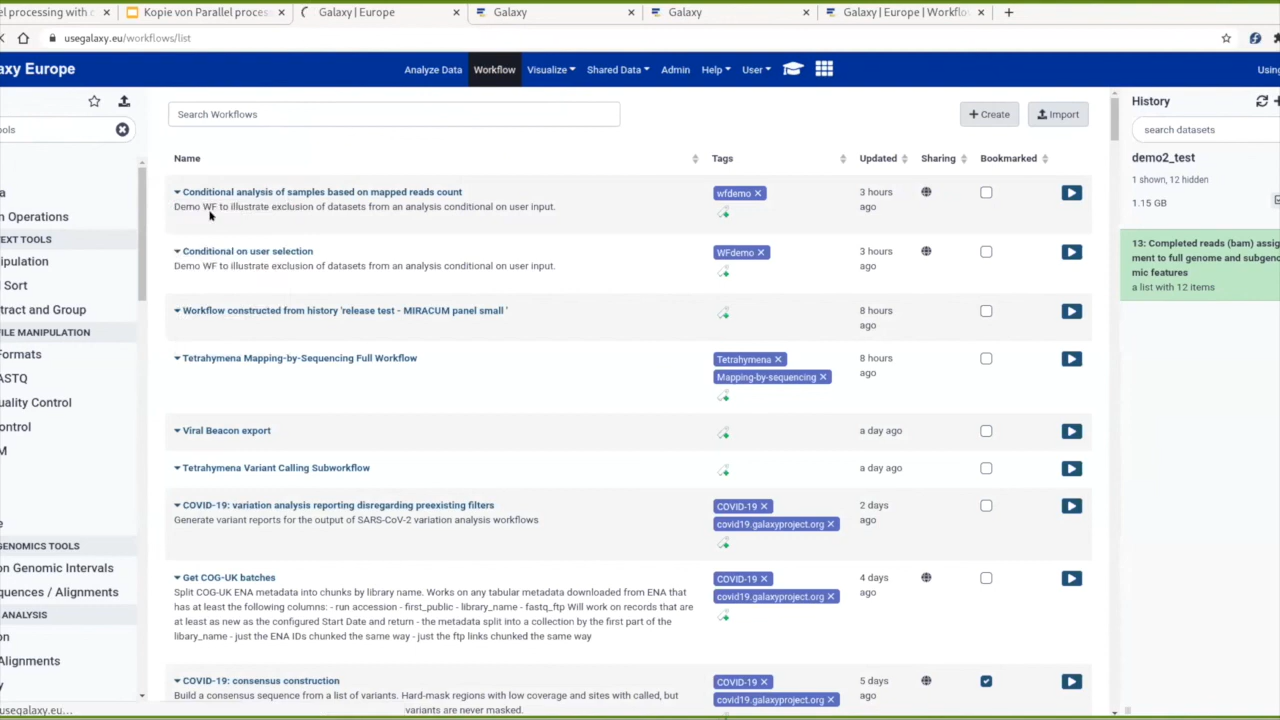 el processing with c × Kopie von Parallel proces × Galaxy | Europe × Galaxy × Galaxy × Galaxy | Europe | Workflo × +
usegalaxy.eu/workflows/list
axy Europe Analyze Data Workflow Visualize Shared Data Admin Help User Using
ools
a
n Operations
EXT TOOLS
ipulation
Sort
tract and Group
FILE MANIPULATION
Formats
ASTQ
uality Control
ontrol
M
e
GENOMICS TOOLS
on Genomic Intervals
quences / Alignments
ANALYSIS
on
Alignments
y
usegalaxy.eu...
Search Workflows + Create Import
Name Tags Updated Sharing Bookmarked
Conditional analysis of samples based on mapped reads count wfdemo × 3 hours
Demo WF to illustrate exclusion of datasets from an analysis conditional on user input. ago
Conditional on user selection WFdemo × 3 hours
Demo WF to illustrate exclusion of datasets from an analysis conditional on user input. ago
Workflow constructed from history 'release test - MIRACUM panel small ' 8 hours
ago
Tetrahymena Mapping-by-Sequencing Full Workflow Tetrahymena × 8 hours
Mapping-by-sequencing × ago
Viral Beacon export a day ago
Tetrahymena Variant Calling Subworkflow a day ago
COVID-19: variation analysis reporting disregarding preexisting filters COVID-19 × 2 days
Generate variant reports for the output of SARS-CoV-2 variation analysis workflows covid19.galaxyproject.org × ago
Get COG-UK batches COVID-19 × 4 days
Split COG-UK ENA metadata into chunks by library name. Works on any tabular metadata downloaded from ENA that covid19.galaxyproject.org × ago
has at least the following columns: - run accession - first_public - library_name - fastq_ftp Will work on records that are
at least as new as the configured Start Date and return - the metadata split into a collection by the first part of the
libary_name - just the ENA IDs chunked the same way - just the ftp links chunked the same way
COVID-19: consensus construction COVID-19 × 5 days
Build a consensus sequence from a list of variants. Hard-mask regions with low coverage and sites with called, but covid19.galaxyproject.org × ago
variants are never masked.
History
search datasets
demo2_test
1 shown, 12 hidden
1.15 GB
13: Completed reads (bam) assig
ment to full genome and subgeno
mic features
a list with 12 items